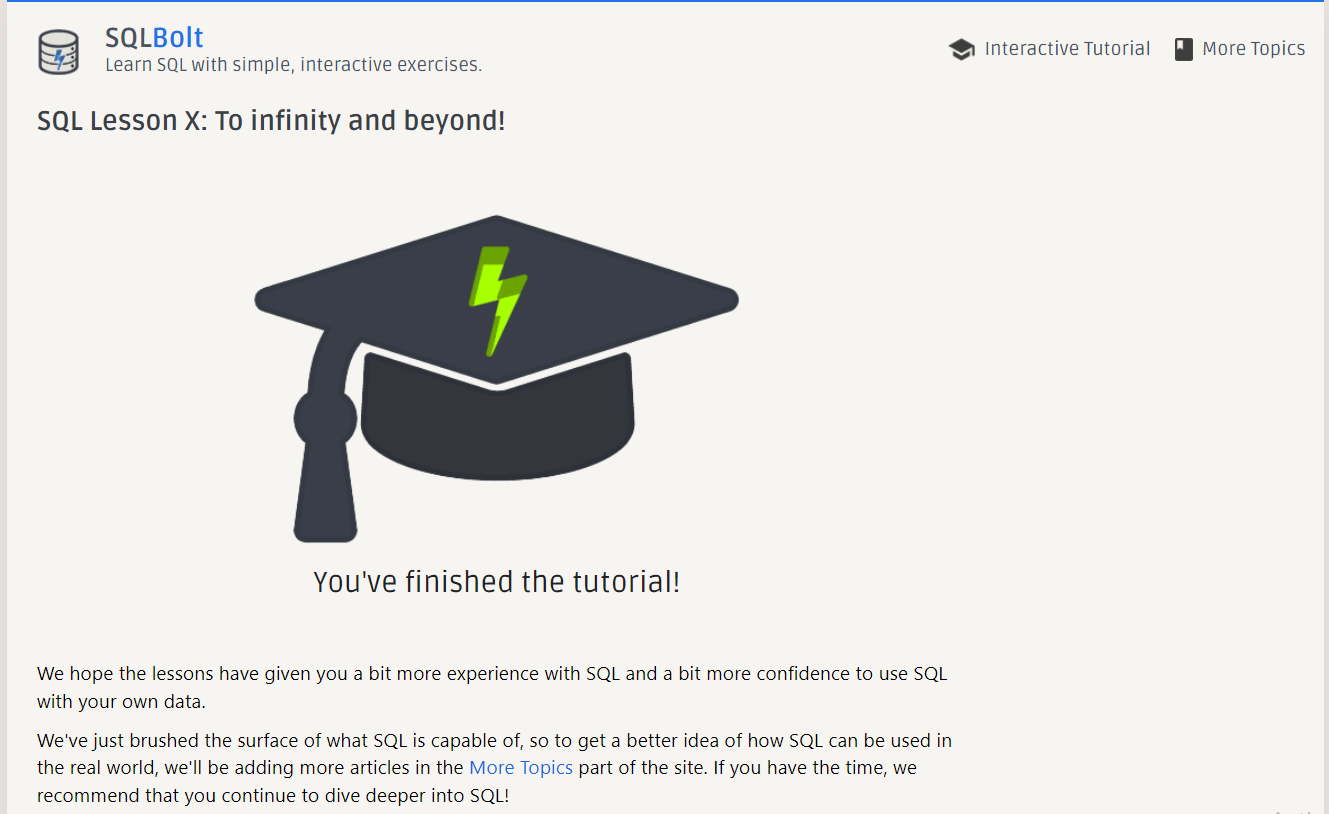 SQLBolt
Learn SQL with simple, interactive exercises.
Interactive Tutorial
More Topics
SQL Lesson X: To infinity and beyond!
You've finished the tutorial!
We hope the lessons have given you a bit more experience with SQL and a bit more confidence to use SQL
with your own data.
We've just brushed the surface of what SQL is capable of, so to get a better idea of how SQL can be used in
the real world, we'll be adding more articles in the More Topics part of the site. If you have the time, we
recommend that you continue to dive deeper into SQL!